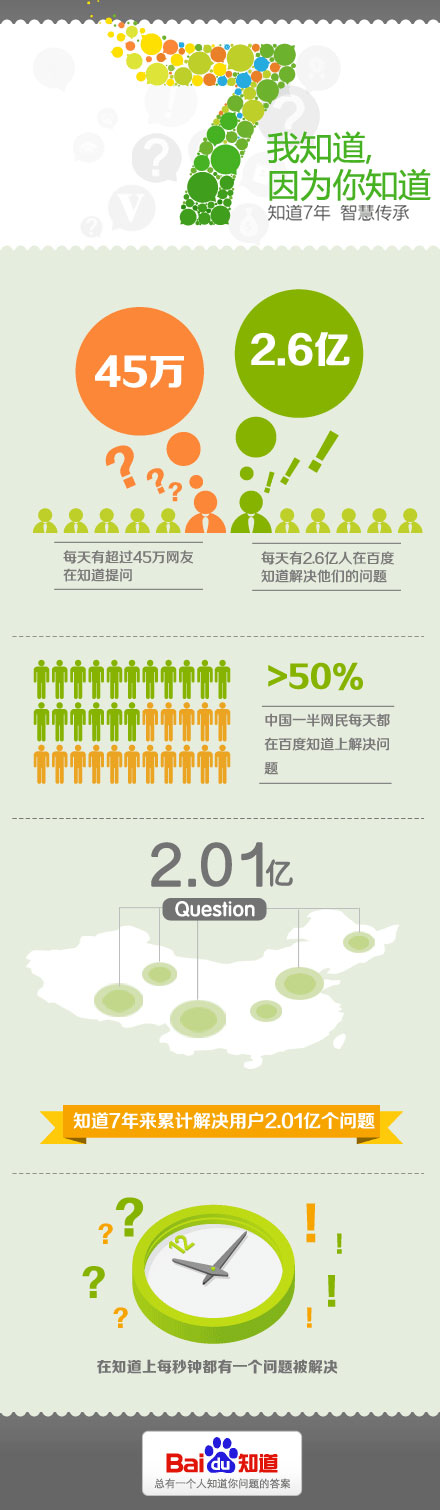 我知道,
因为你知道
知道7年 智慧传承
45万
2.6亿
每天有超过45万网友
在知道提问
每天有2.6亿人在百度
知道解决他们的问题
>50%
中国一半网民每天都
在百度知道上解决问
题
2.01亿
Question
知道7年来累计解决用户2.01亿个问题
12
在知道上每秒钟都有一个问题被解决
Bai du 知道
总有一个人知道你问题的答案